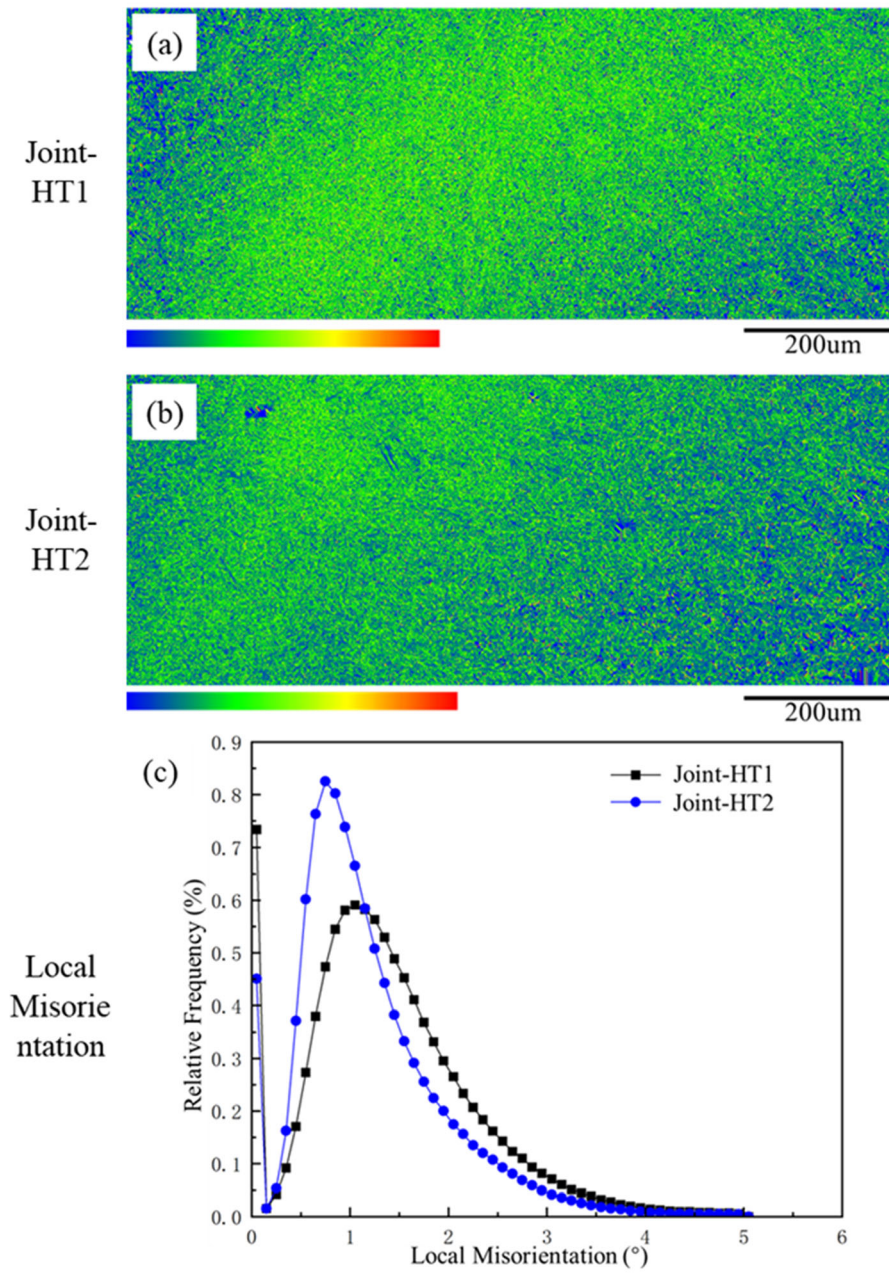 (a)
Joint-
HT1
200um
(b)
Joint-
HT2
200um
(c)
Joint-HT1
Joint-HT2
Local
Misorie
ntation
Relative Frequency (%)
0.9
0.8
0.7
0.6
0.5
0.4
0.3
0.2
0.1
0.0
0 1 2 3 4 5 6
Local Misorientation (°)